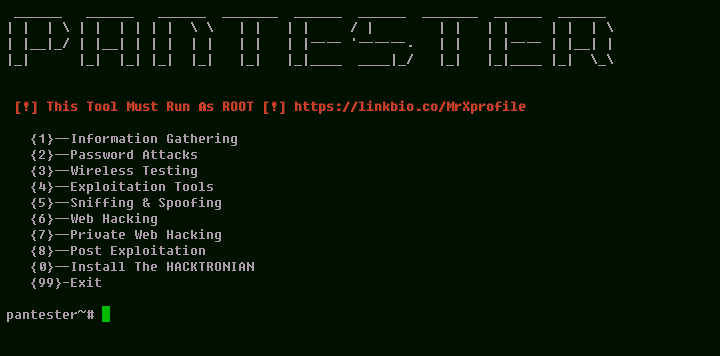 PANTESTER
[!] This Tool Must Run As ROOT [!] https://linkbio.co/MrXprofile
{1}--Information Gathering
{2}--Password Attacks
{3}--Wireless Testing
{4}--Exploitation Tools
{5}--Sniffing & Spoofing
{6}--Web Hacking
{7}--Private Web Hacking
{8}--Post Exploitation
{0}--Install The HACKTRONIAN
{99}-Exit
pantester~#